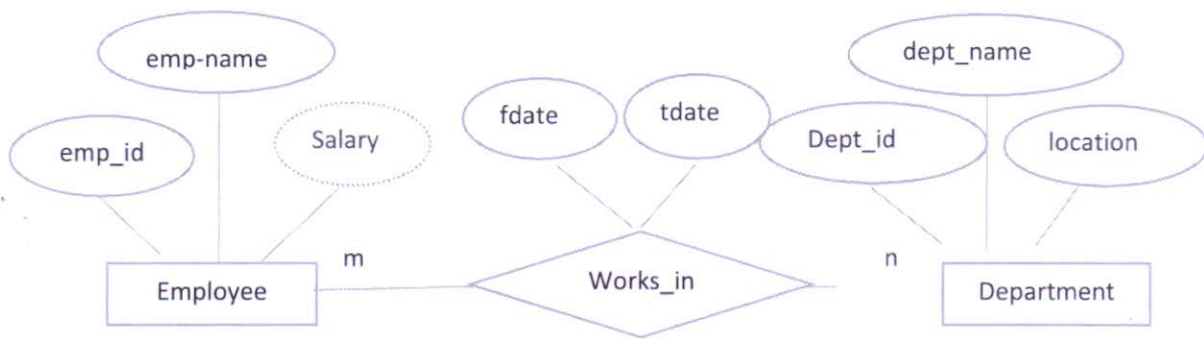 emp-name
dept_name
fdate
tdate
emp_id
Salary
Dept_id
location
m
n
Employee
Works_in
Department